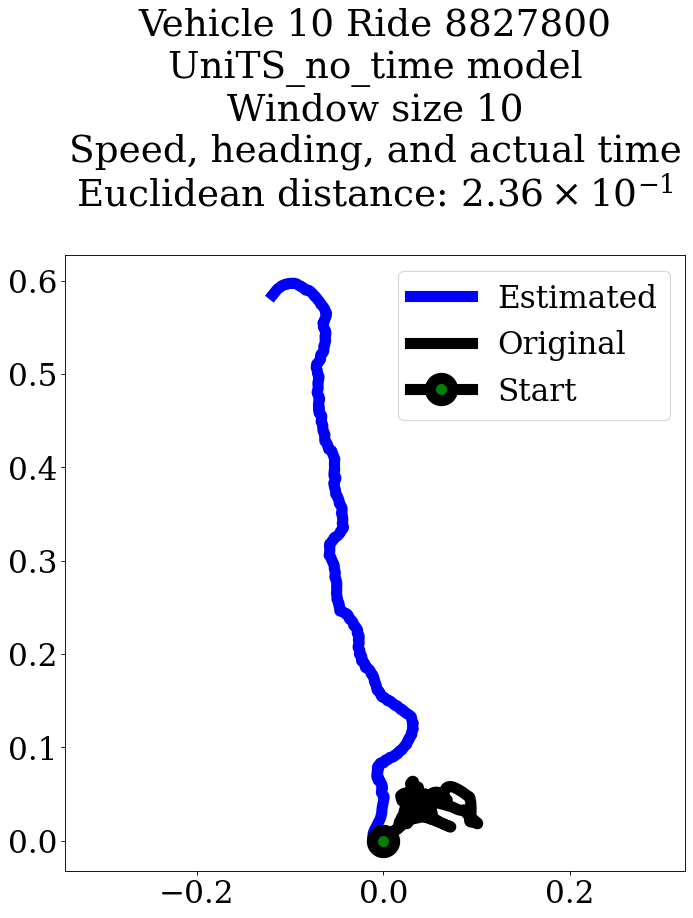 Vehicle 10 Ride 8827800
UniTS_no_time model
Window size 10
Speed, heading, and actual time
Euclidean distance: 2.36 × 10⁻¹
Estimated
Original
Start
0.6
0.5
0.4
0.3
0.2
0.1
0.0
−0.2 0.0 0.2